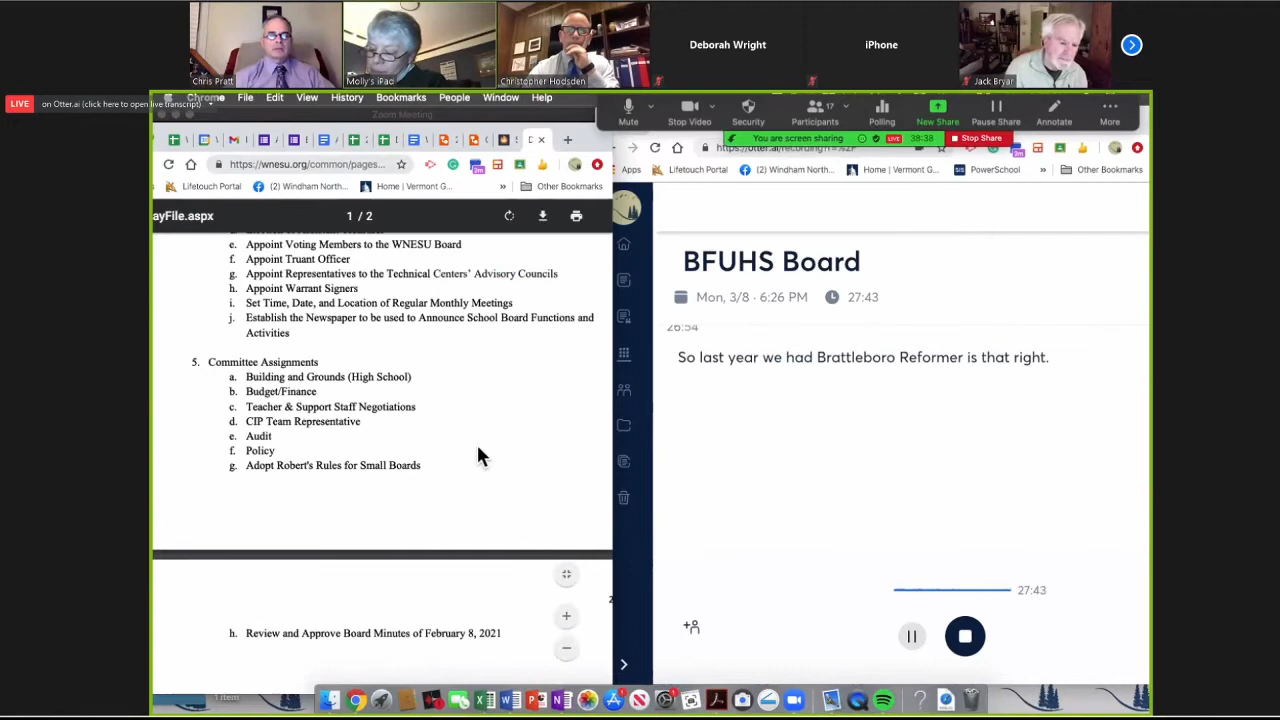 Chris Pratt
Molly's iPad
Christopher Hodsden
Deborah Wright
iPhone
Jack Bryar
LIVE
on Otter.ai (click here to open live transcript)
Chrome File Edit View History Bookmarks People Window Help
Zoom Meeting
Mute
Stop Video
Security
17
Participants
Polling
New Share
Pause Share
Annotate
More
You are screen sharing
LIVE
38:38
Stop Share
https://wnesu.org/common/pages...
Lifetouch Portal
(2) Windham North...
Home | Vermont G...
Other Bookmarks
Apps
Lifetouch Portal
(2) Windham North...
Home | Vermont G...
PowerSchool
Other Bookmarks
ayFile.aspx
1 / 2
e. Appoint Voting Members to the WNESU Board
f. Appoint Truant Officer
g. Appoint Representatives to the Technical Centers' Advisory Councils
h. Appoint Warrant Signers
i. Set Time, Date, and Location of Regular Monthly Meetings
j. Establish the Newspaper to be used to Announce School Board Functions and
Activities
5. Committee Assignments
a. Building and Grounds (High School)
b. Budget/Finance
c. Teacher & Support Staff Negotiations
d. CIP Team Representative
e. Audit
f. Policy
g. Adopt Robert's Rules for Small Boards
2
h. Review and Approve Board Minutes of February 8, 2021
BFUHS Board
Mon, 3/8 · 6:26 PM
27:43
26:54
So last year we had Brattleboro Reformer is that right.
27:43
1 item